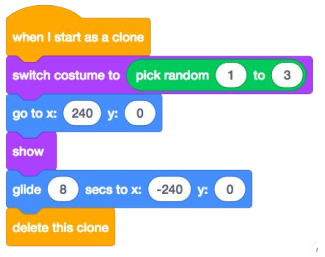 when I start as a clone
switch costume to pick random 1 to 3
go to x: 240 y: 0
show
glide 8 secs to x: -240 y: 0
delete this clone
,